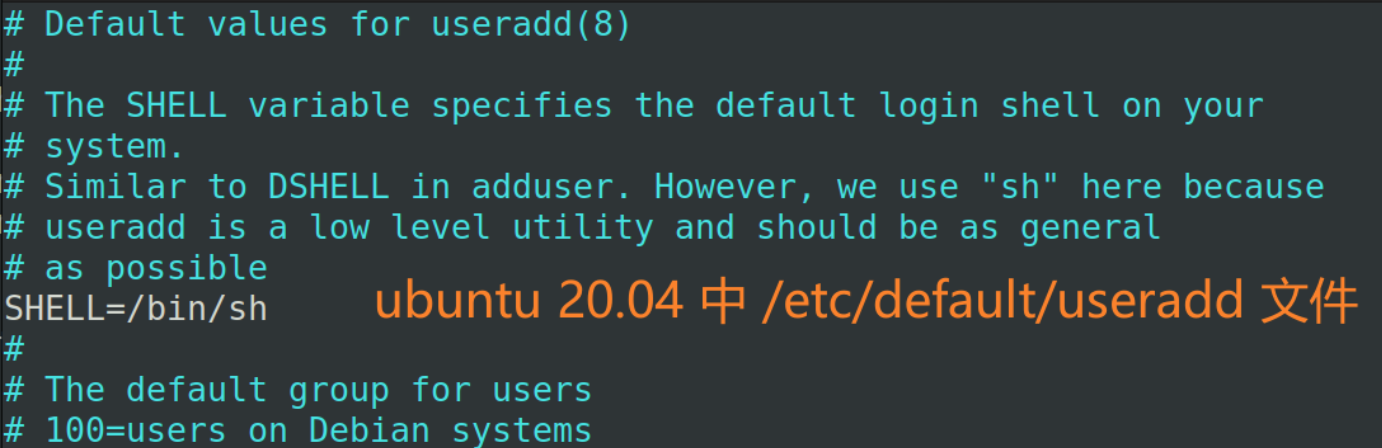 # Default values for useradd(8)
#
# The SHELL variable specifies the default login shell on your
# system.
# Similar to DSHELL in adduser. However, we use "sh" here because
# useradd is a low level utility and should be as general
# as possible
SHELL=/bin/sh
ubuntu 20.04 中 /etc/default/useradd 文件
#
# The default group for users
# 100=users on Debian systems